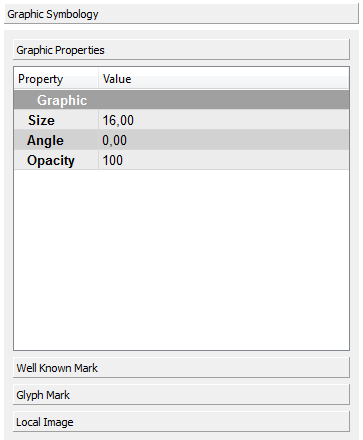 Graphic Symbology
Graphic Properties
Property Value
Graphic
Size 16,00
Angle 0,00
Opacity 100
Well Known Mark
Glyph Mark
Local Image